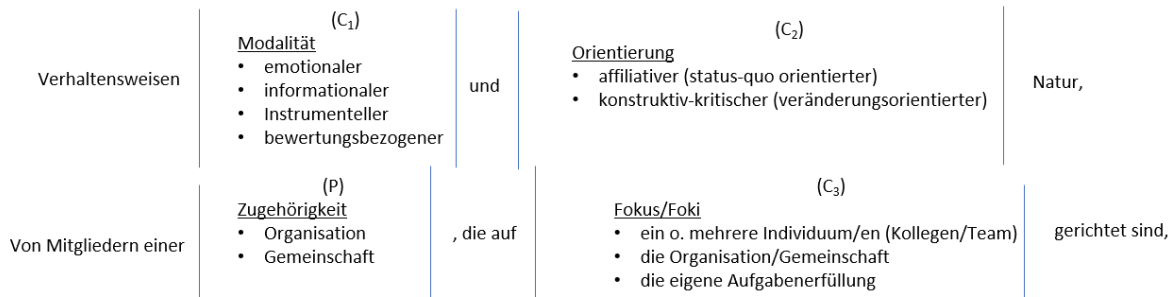 (C₁)
Modalität
Verhaltensweisen
• emotionaler
• informationaler
• Instrumenteller
• bewertungsbezogener
und
(C₂)
Orientierung
• affiliativer (status-quo orientierter)
• konstruktiv-kritischer (veränderungsorientierter)
Natur,
(P)
Zugehörigkeit
Von Mitgliedern einer
• Organisation
• Gemeinschaft
, die auf
(C₃)
Fokus/Foki
• ein o. mehrere Individuum/en (Kollegen/Team)
• die Organisation/Gemeinschaft
• die eigene Aufgabenerfüllung
gerichtet sind,